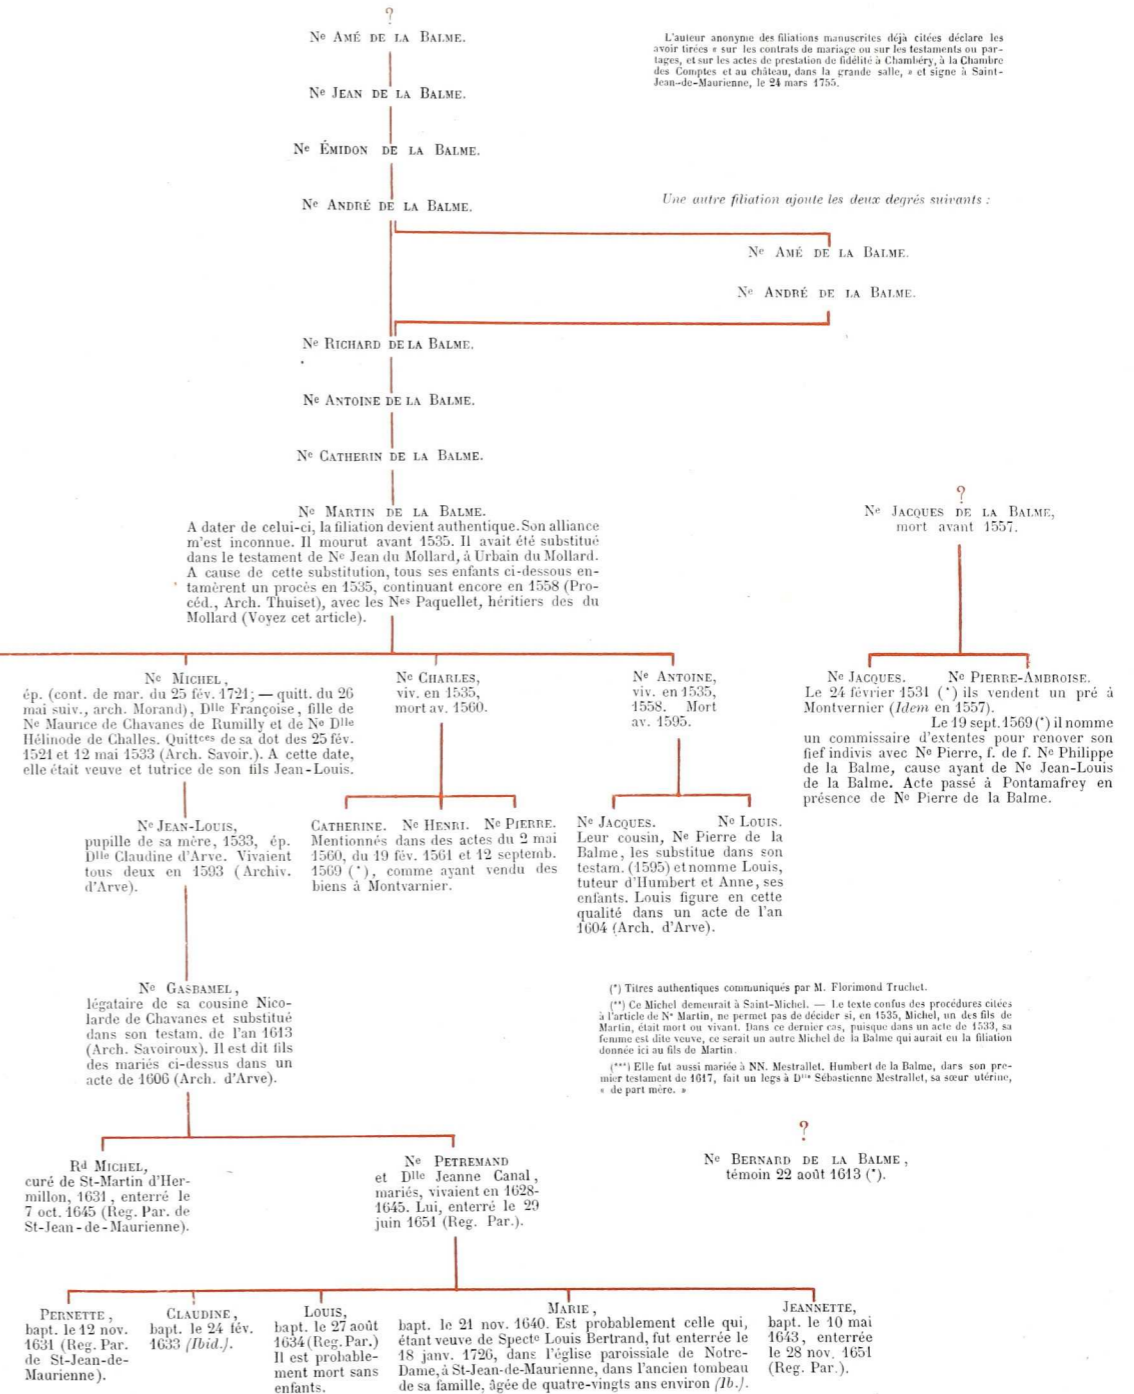 ?
Nᵉ AMÉ DE LA BALME.
L'auteur anonyme des filiations manuscrites déjà citées déclare les
avoir tirées « sur les contrats de mariage ou sur les testaments ou par-
tages, et sur les actes de prestation de fidélité à Chambéry, à la Chambre
des Comptes et au château, dans la grande salle, » et signe à Saint-
Jean-de-Maurienne, le 24 mars 1755.
Nᵉ JEAN DE LA BALME.
Nᵉ ÉMIDON DE LA BALME.
Nᵉ ANDRÉ DE LA BALME.
Une autre filiation ajoute les deux degrés suivants :
Nᵉ AMÉ DE LA BALME.
Nᵉ ANDRÉ DE LA BALME.
Nᵉ RICHARD DE LA BALME.
Nᵉ ANTOINE DE LA BALME.
Nᵉ CATHERIN DE LA BALME.
Nᵉ MARTIN DE LA BALME.
A dater de celui-ci, la filiation devient authentique. Son alliance
m'est inconnue. Il mourut avant 1535. Il avait été substitué
dans le testament de Nᵉ Jean du Mollard, à Urbain du Mollard.
A cause de cette substitution, tous ses enfants ci-dessous en-
tamèrent un procès en 1535, continuant encore en 1558 (Pro-
céd., Arch. Thuiset), avec les Nᵉˢ Paquellet, héritiers des du
Mollard (Voyez cet article).
?
Nᵉ JACQUES DE LA BALME,
mort avant 1557.
Nᵉ MICHEL,
ép. (cont. de mar. du 25 fév. 1721; — quitt. du 26
mai suiv., arch. Morand), Dˡˡᵉ Françoise, fille de
Nᵉ Maurice de Chavanes de Rumilly et de Nᵉ Dˡˡᵉ
Hélinode de Challes. Quittᶜᵉˢ de sa dot des 25 fév.
1521 et 12 mai 1533 (Arch. Savoir.). A cette date,
elle était veuve et tutrice de son fils Jean-Louis.
Nᵉ CHARLES,
viv. en 1535,
mort av. 1560.
Nᵉ ANTOINE,
viv. en 1535,
1558. Mort
av. 1595.
Nᵉ JACQUES. Nᵉ PIERRE-AMBROISE.
Le 24 février 1531 (*) ils vendent un pré à
Montvernier (Idem en 1557).
Le 19 sept. 1569 (*) il nomme
un commissaire d'extentes pour renover son
fief indivis avec Nᵉ Pierre, f. de f. Nᵉ Philippe
de la Balme, cause ayant de Nᵉ Jean-Louis
de la Balme. Acte passé à Pontamafrey en
présence de Nᵉ Pierre de la Balme.
Nᵉ JEAN-LOUIS,
pupille de sa mère, 1533, ép.
Dˡˡᵉ Claudine d'Arve. Vivaient
tous deux en 1593 (Archiv.
d'Arve).
CATHERINE. Nᵉ HENRI. Nᵉ PIERRE.
Mentionnés dans des actes du 2 mai
1560, du 19 fév. 1561 et 12 septemb.
1569 (*), comme ayant vendu des
biens à Montvarnier.
Nᵉ JACQUES. Nᵉ LOUIS.
Leur cousin, Nᵉ Pierre de la
Balme, les substitue dans son
testam. (1595) et nomme Louis,
tuteur d'Humbert et Anne, ses
enfants. Louis figure en cette
qualité dans un acte de l'an
1604 (Arch. d'Arve).
Nᵉ GASBAMEL,
légataire de sa cousine Nico-
larde de Chavanes et substitué
dans son testam. de l'an 1613
(Arch. Savoiroux). Il est dit fils
des mariés ci-dessus dans un
acte de 1606 (Arch. d'Arve).
(*) Titres authentiques communiqués par M. Florimond Truchet.
(**) Ce Michel demeurait à Saint-Michel. — Le texte confus des procédures citées
à l'article de Nᵉ Martin, ne permet pas de décider si, en 1535, Michel, un des fils de
Martin, était mort ou vivant. Dans ce dernier cas, puisque dans un acte de 1533, sa
femme est dite veuve, ce serait un autre Michel de la Balme qui aurait eu la filiation
donnée ici au fils de Martin.
(***) Elle fut aussi mariée à NN. Mestrallet. Humbert de la Balme, dars son pre-
mier testament de 1617, fait un legs à Dˡˡᵉ Sébastienne Mestrallet, sa sœur utérine,
« de part mère. »
Rᵈ MICHEL,
curé de St-Martin d'Her-
millon, 1631, enterré le
7 oct. 1645 (Reg. Par. de
St-Jean-de-Maurienne).
Nᵉ PETREMAND
et Dˡˡᵉ Jeanne Canal,
mariés, vivaient en 1628-
1645. Lui, enterré le 29
juin 1651 (Reg. Par.).
?
Nᵉ BERNARD DE LA BALME,
témoin 22 août 1613 (*).
PERNETTE,
bapt. le 12 nov.
1631 (Reg. Par.
de St-Jean-de-
Maurienne).
CLAUDINE,
bapt. le 24 fév.
1633 (Ibid.).
LOUIS,
bapt. le 27 août
1634 (Reg. Par.)
Il est probable-
ment mort sans
enfants.
MARIE,
bapt. le 21 nov. 1640. Est probablement celle qui,
étant veuve de Spectᵉ Louis Bertrand, fut enterrée le
18 janv. 1726, dans l'église paroissiale de Notre-
Dame, à St-Jean-de-Maurienne, dans l'ancien tombeau
de sa famille, âgée de quatre-vingts ans environ (Ib.).
JEANNETTE,
bapt. le 10 mai
1643, enterrée
le 28 nov. 1651
(Reg. Par.).